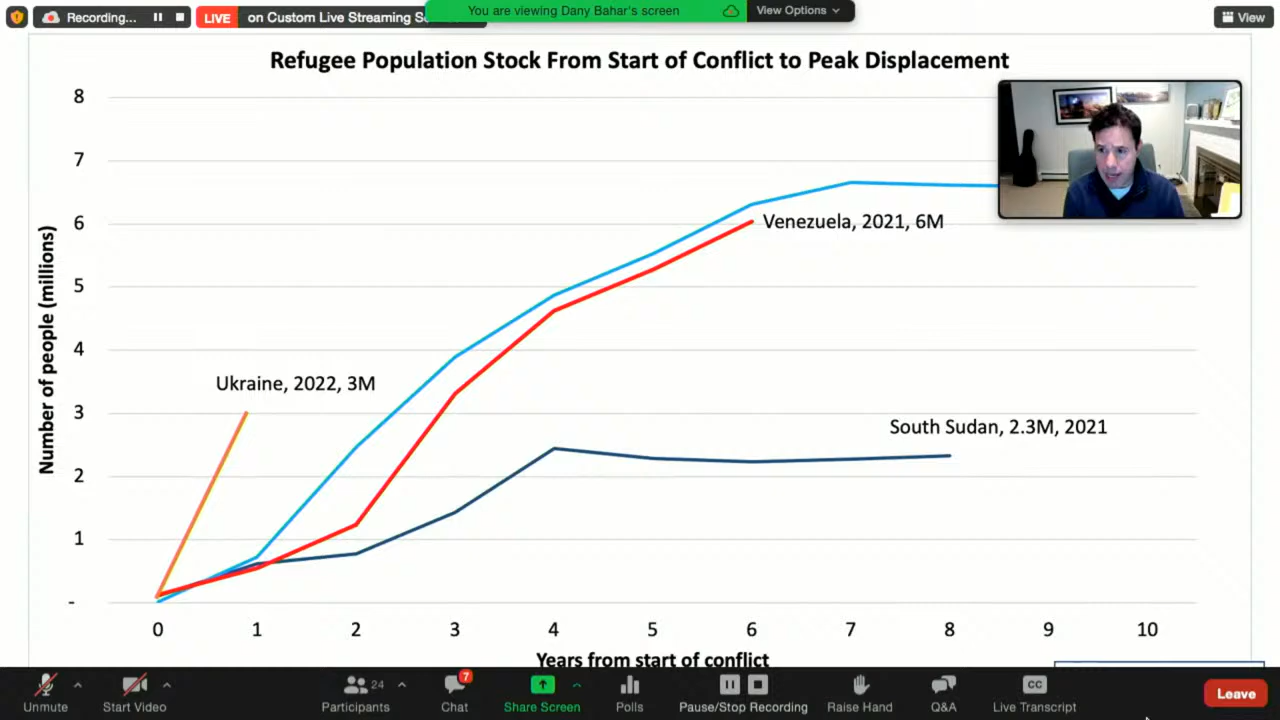 Recording...
LIVE
on Custom Live Streaming
You are viewing Dany Bahar's screen
View Options
View
Refugee Population Stock From Start of Conflict to Peak Displacement
8
7
6
5
4
3
2
1
-
Number of people (millions)
Venezuela, 2021, 6M
Ukraine, 2022, 3M
South Sudan, 2.3M, 2021
0 1 2 3 4 5 6 7 8 9 10
Years from start of conflict
24
7
CC
Unmute
Start Video
Participants
Chat
Share Screen
Polls
Pause/Stop Recording
Raise Hand
Q&A
Live Transcript
Leave